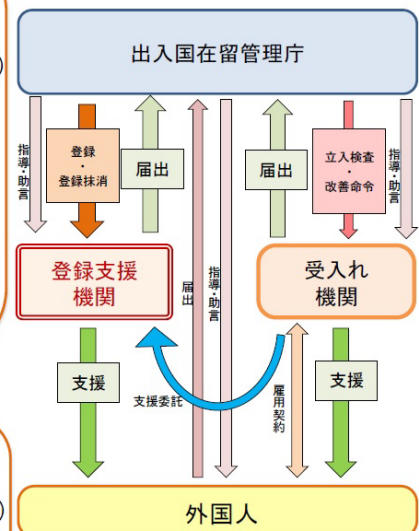 出入国在留管理庁
指導・助言
登録
・
登録抹消
届出
届出
立入検査
・
改善命令
指導・助言
登録支援
機関
届出
指導・助言
受入れ
機関
支援
支援委託
雇用契約
支援
外国人
)
)